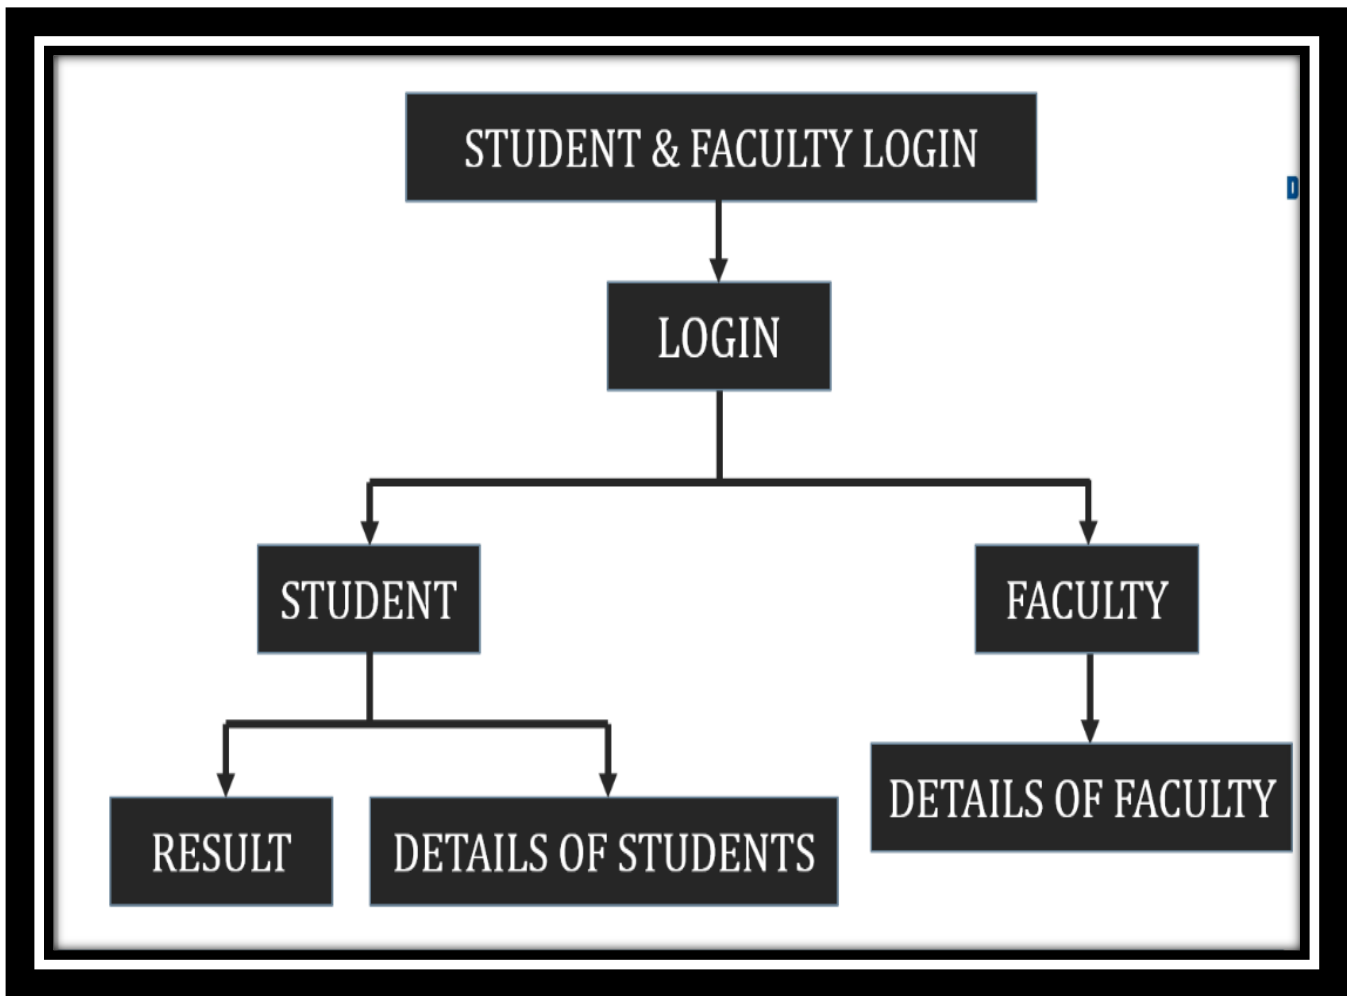 STUDENT & FACULTY LOGIN
D
LOGIN
STUDENT
FACULTY
DETAILS OF FACULTY
RESULT
DETAILS OF STUDENTS